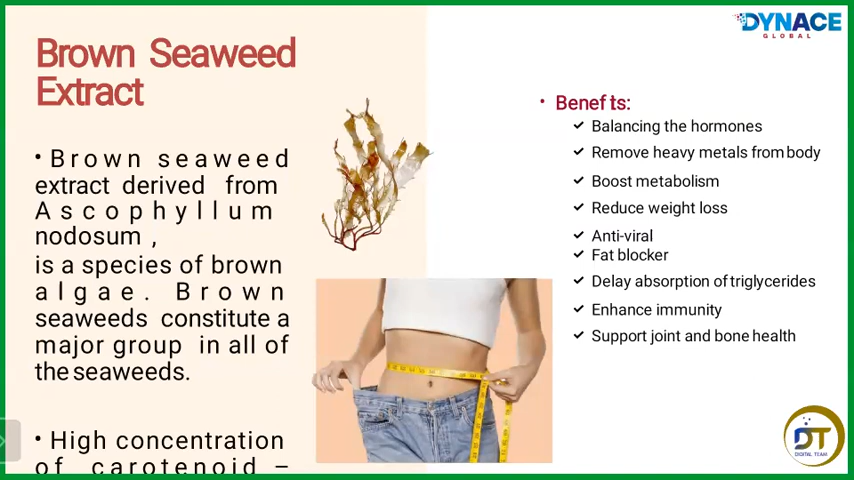 DYNACE
GLOBAL
Brown Seaweed
Extract
• Brown seaweed
extract derived from
Ascophyllum
nodosum ,
is a species of brown
algae. Brown
seaweeds constitute a
major group in all of
the seaweeds.
• High concentration
of carotenoid –
• Benef ts:
✔ Balancing the hormones
✔ Remove heavy metals from body
✔ Boost metabolism
✔ Reduce weight loss
✔ Anti-viral
✔ Fat blocker
✔ Delay absorption of triglycerides
✔ Enhance immunity
✔ Support joint and bone health
DT
DIGITAL TEAM